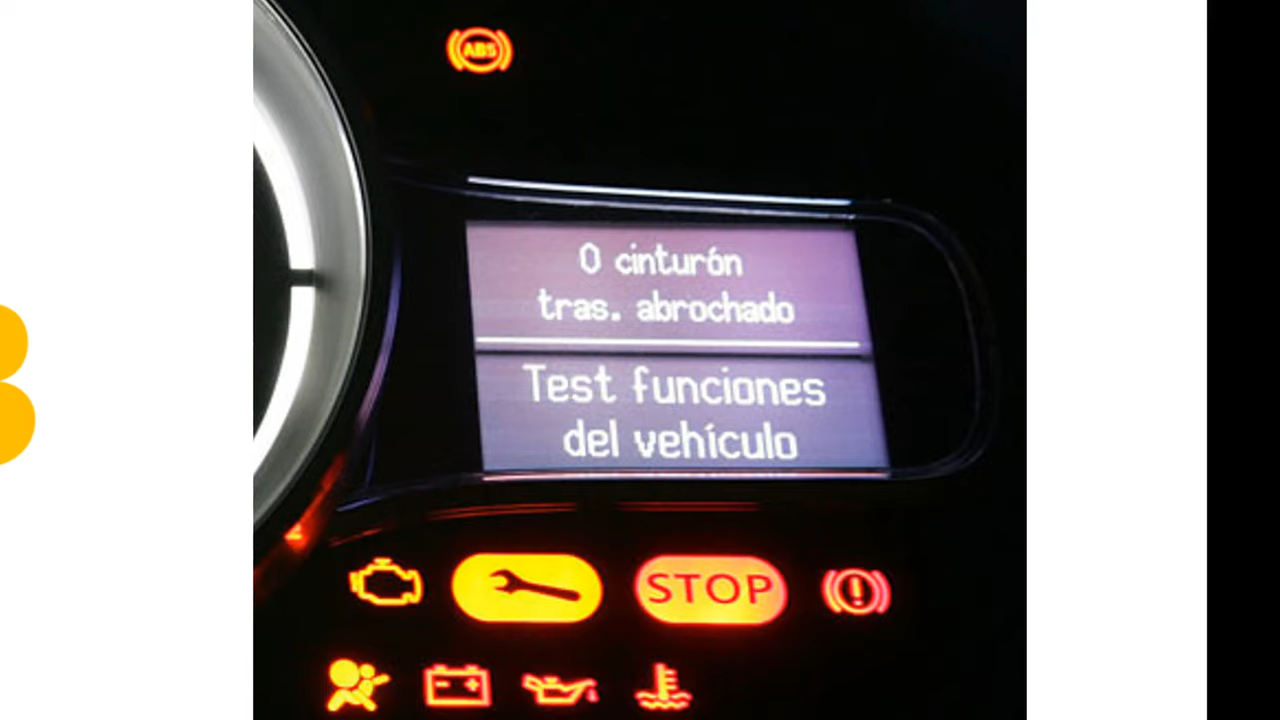 ABS
0 cinturón
tras. abrochado
Test funciones
del vehículo
STOP